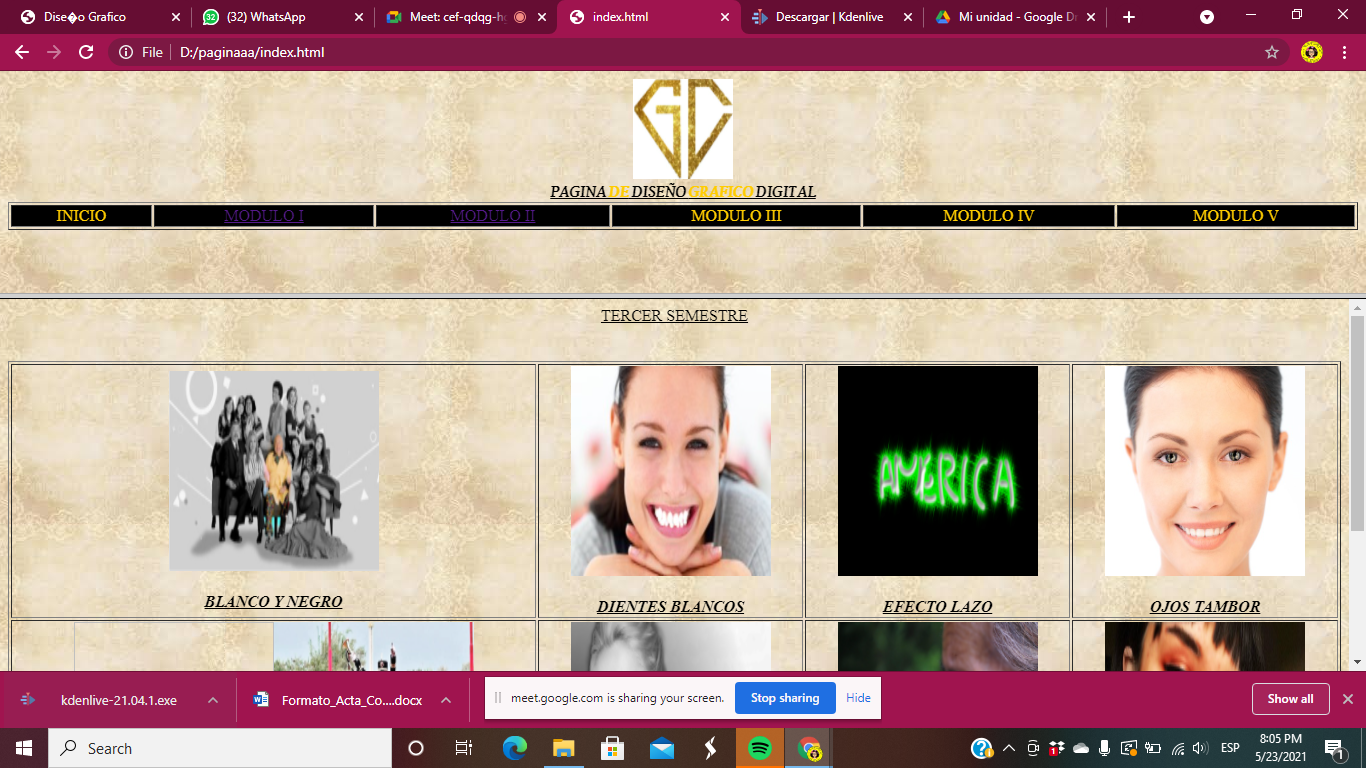 Dise�o Grafico
(32) WhatsApp
Meet: cef-qdqg-h
index.html
Descargar | Kdenlive
Mi unidad - Google D
File
D:/paginaaa/index.html
GC
PAGINA DE DISEÑO GRAFICO DIGITAL
INICIO MODULO I MODULO II MODULO III MODULO IV MODULO V
TERCER SEMESTRE
AMERICA
BLANCO Y NEGRO
DIENTES BLANCOS
EFECTO LAZO
OJOS TAMBOR
kdenlive-21.04.1.exe
Formato_Acta_Co....docx
meet.google.com is sharing your screen.
Stop sharing
Hide
Show all
Search
ESP
8:05 PM
5/23/2021
1